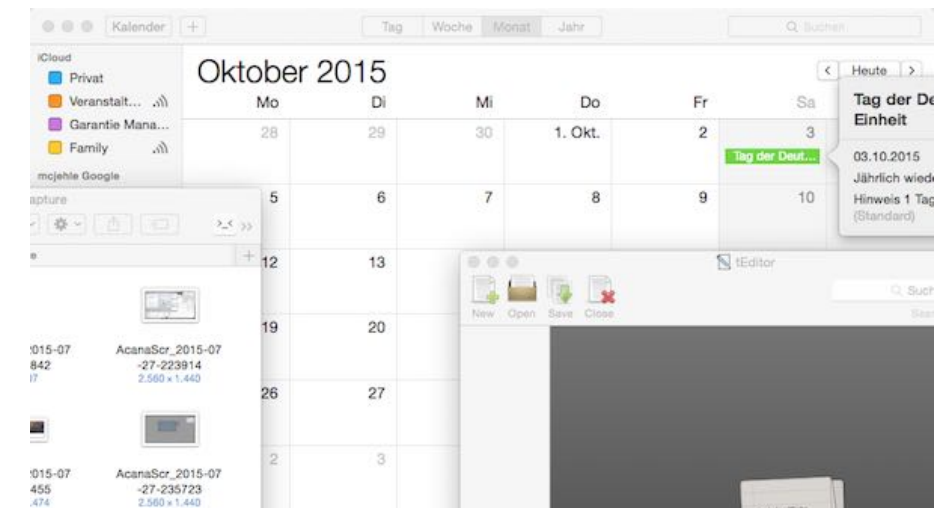 Kalender +
Tag Woche Monat Jahr
Suchen
iCloud
Privat
Veranstalt...
Garantie Mana...
Family
mcjehle Google
Oktober 2015
< Heute >
Mo Di Mi Do Fr Sa
28 29 30 1. Okt. 2 3
Tag der Deut...
5 6 7 8 9 10
12 13
19 20
26 27
2 3
Tag der De
Einheit
03.10.2015
Jährlich wiede
Hinweis 1 Tag
(Standard)
apture
>_< >>
+
2015-07
842
AcanaScr_2015-07
-27-223914
2.560 × 1.440
2015-07
455
.474
AcanaScr_2015-07
-27-235723
2.560 × 1.440
tEditor
New Open Save Close
Such